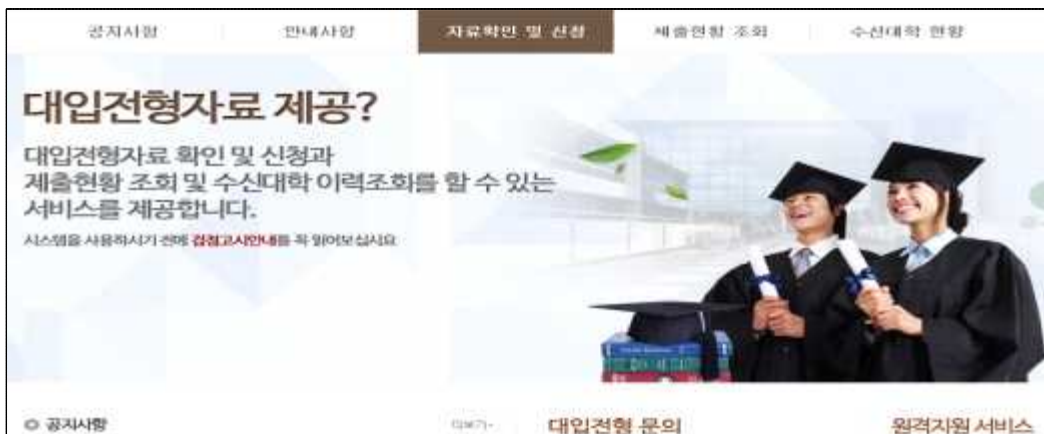 공지사항 안내사항 자료확인 및 신청 제출현황 조회 수신대학 현황
대입전형자료 제공?
대입전형자료 확인 및 신청과
제출현황 조회 및 수신대학 이력조회를 할 수 있는
서비스를 제공합니다.
시스템을 사용하시기 전에 검정고시안내를 꼭 읽어보십시요
공지사항 더보기+ 대입전형 문의 원격지원 서비스